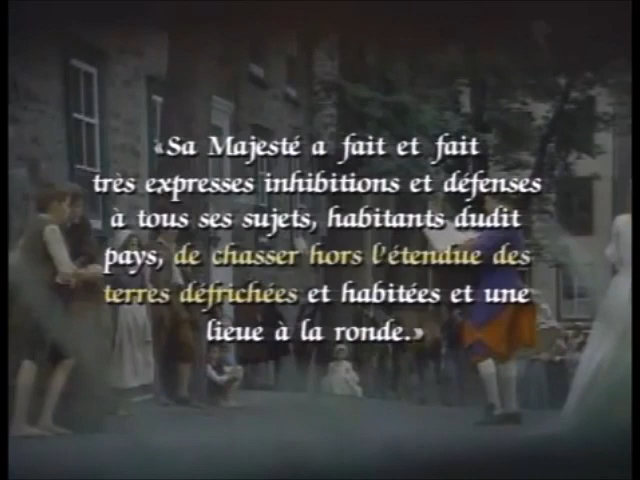 «Sa Majesté a fait et fait
très expresses inhibitions et défenses
à tous ses sujets, habitants dudit
pays, de chasser hors l'étendue des
terres défrichées et habitées et une
lieue à la ronde.»